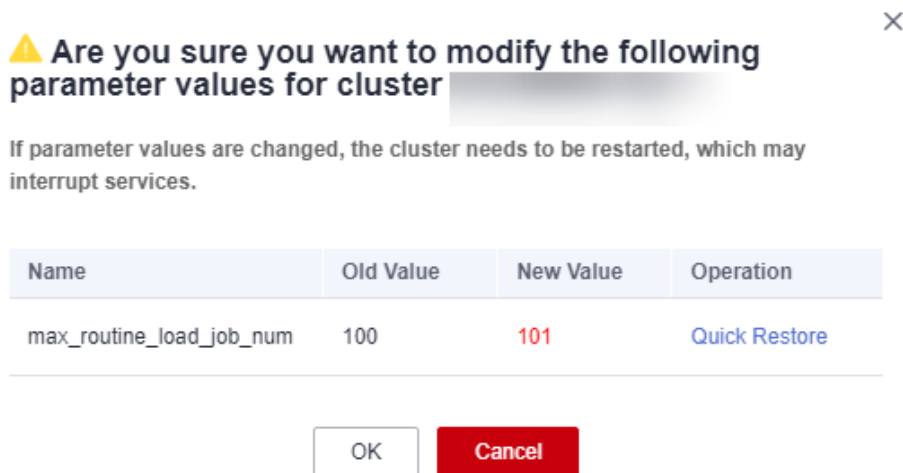 Are you sure you want to modify the following
parameter values for cluster
If parameter values are changed, the cluster needs to be restarted, which may
interrupt services.
Name Old Value New Value Operation
max_routine_load_job_num 100 101 Quick Restore
OK Cancel